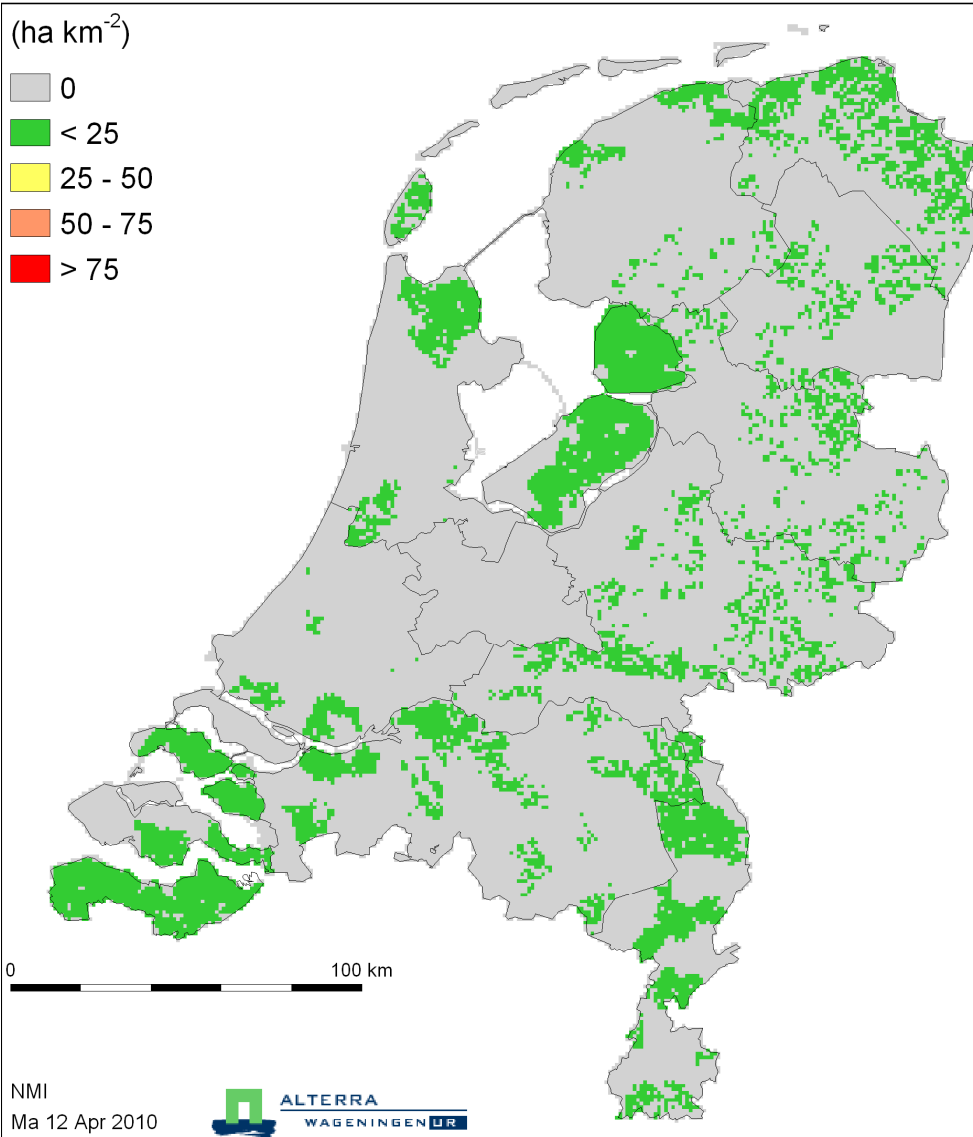 (ha km-2)
0
< 25
25 - 50
50 - 75
> 75
0 100 km
NMI
Ma 12 Apr 2010
ALTERRA
WAGENINGEN UR